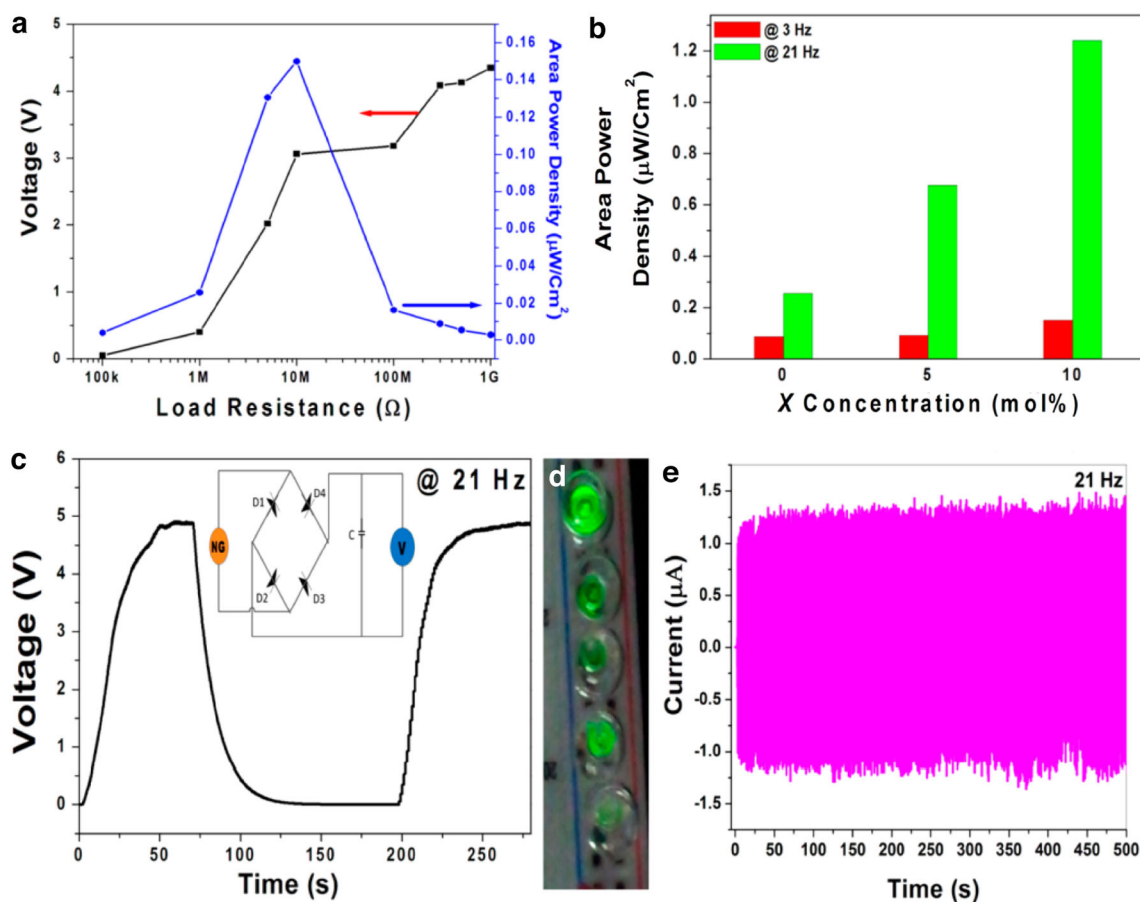 a
5
4
3
2
1
0
Voltage (V)
0.16
0.14
0.12
0.10
0.08
0.06
0.04
0.02
0.00
Area Power
Density (μW/Cm²)
100k 1M 10M 100M 1G
Load Resistance (Ω)
b
@ 3 Hz
@ 21 Hz
1.2
1.0
0.8
0.6
0.4
0.2
0.0
Area Power
Density (μW/Cm²)
0 5 10
X Concentration (mol%)
c
6
5
4
3
2
1
0
Voltage (V)
@ 21 Hz
D1
D4
NG
C
V
D2
D3
0 50 100 150 200 250
Time (s)
d
20
e
21 Hz
1.5
1.0
0.5
0.0
-0.5
-1.0
-1.5
Current (μA)
0 50 100 150 200 250 300 350 400 450 500
Time (s)